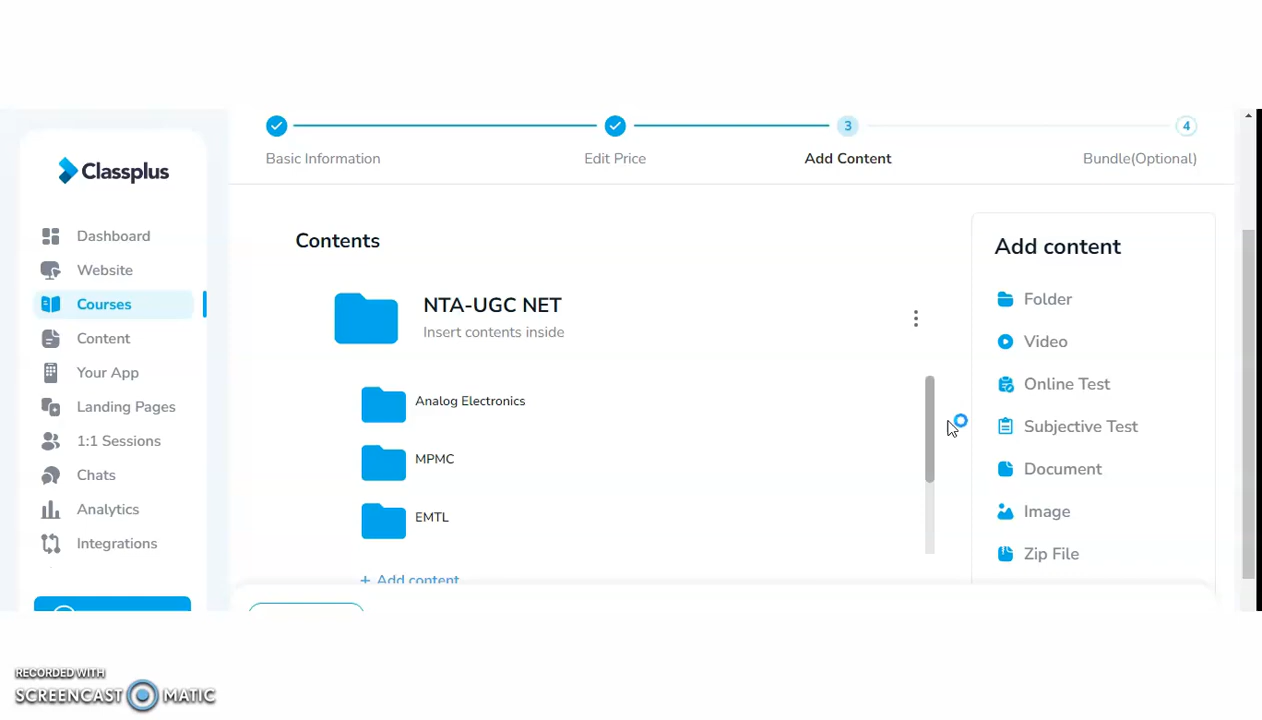 3
4
Basic Information
Edit Price
Add Content
Bundle(Optional)
Classplus
Dashboard
Website
Courses
Content
Your App
Landing Pages
1:1 Sessions
Chats
Analytics
Integrations
Contents
NTA-UGC NET
Insert contents inside
Analog Electronics
MPMC
EMTL
+ Add content
Add content
Folder
Video
Online Test
Subjective Test
Document
Image
Zip File
RECORDED WITH
SCREENCAST MATIC